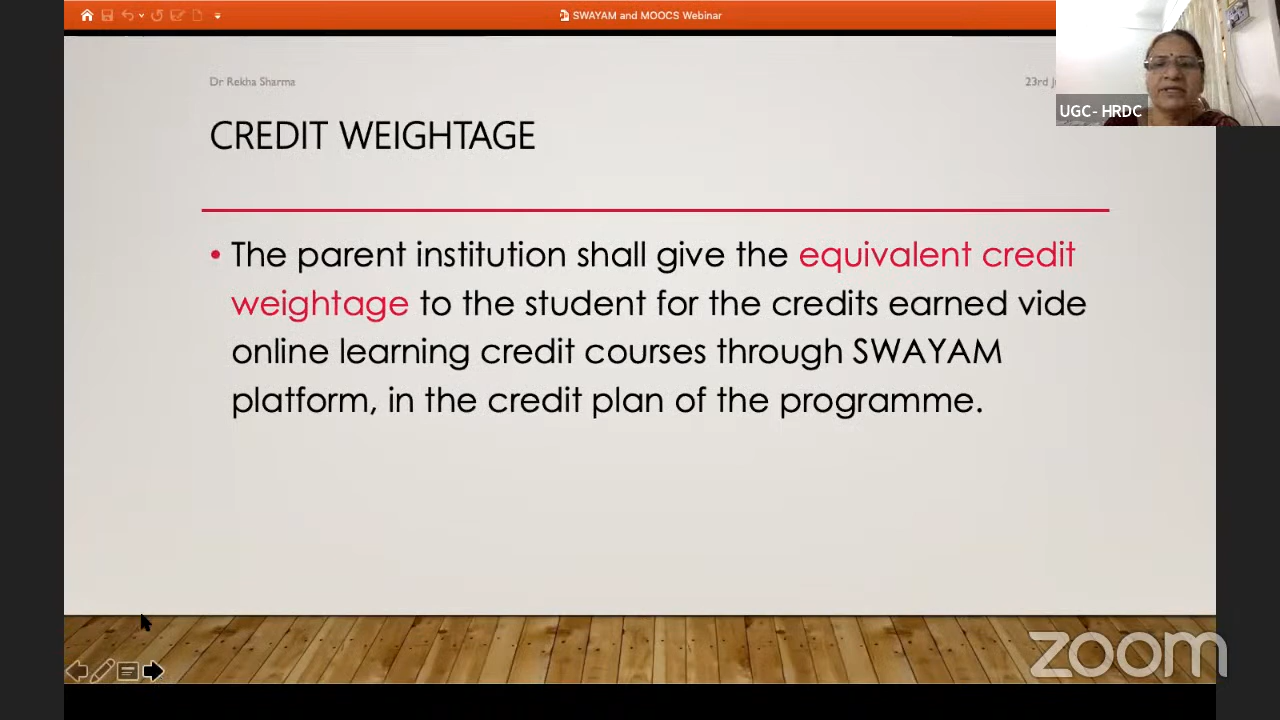 SWAYAM and MOOCS Webinar
Dr Rekha Sharma
23rd
UGC- HRDC
CREDIT WEIGHTAGE
• The parent institution shall give the equivalent credit
weightage to the student for the credits earned vide
online learning credit courses through SWAYAM
platform, in the credit plan of the programme.
zoom